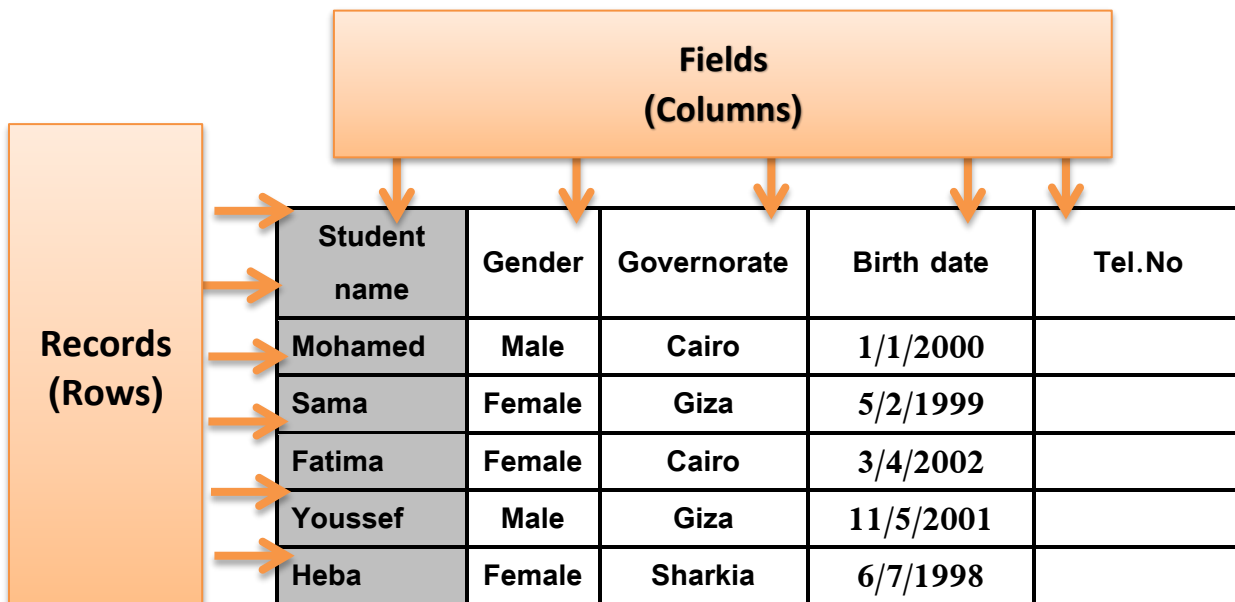 Fields
(Columns)
Records
(Rows)
Student
name
Gender
Governorate
Birth date
Tel.No
Mohamed
Male
Cairo
1/1/2000
Sama
Female
Giza
5/2/1999
Fatima
Female
Cairo
3/4/2002
Youssef
Male
Giza
11/5/2001
Heba
Female
Sharkia
6/7/1998